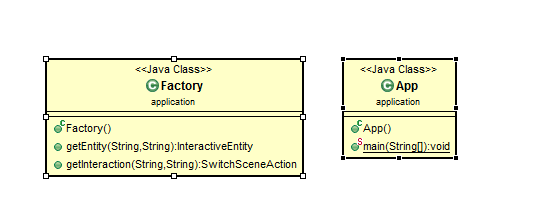 <<Java Class>>
Factory
application
Factory()
getEntity(String,String):InteractiveEntity
getInteraction(String,String):SwitchSceneAction
<<Java Class>>
App
application
App()
main(String[]):void